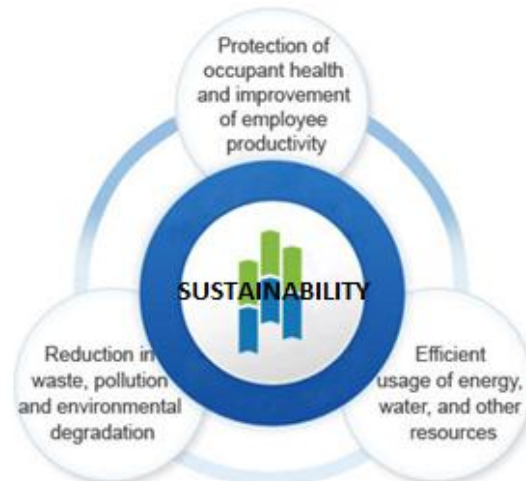 Protection of
occupant health
and improvement
of employee
productivity
SUSTAINABILITY
Reduction in
waste, pollution
and environmental
degradation
Efficient
usage of energy,
water, and other
resources